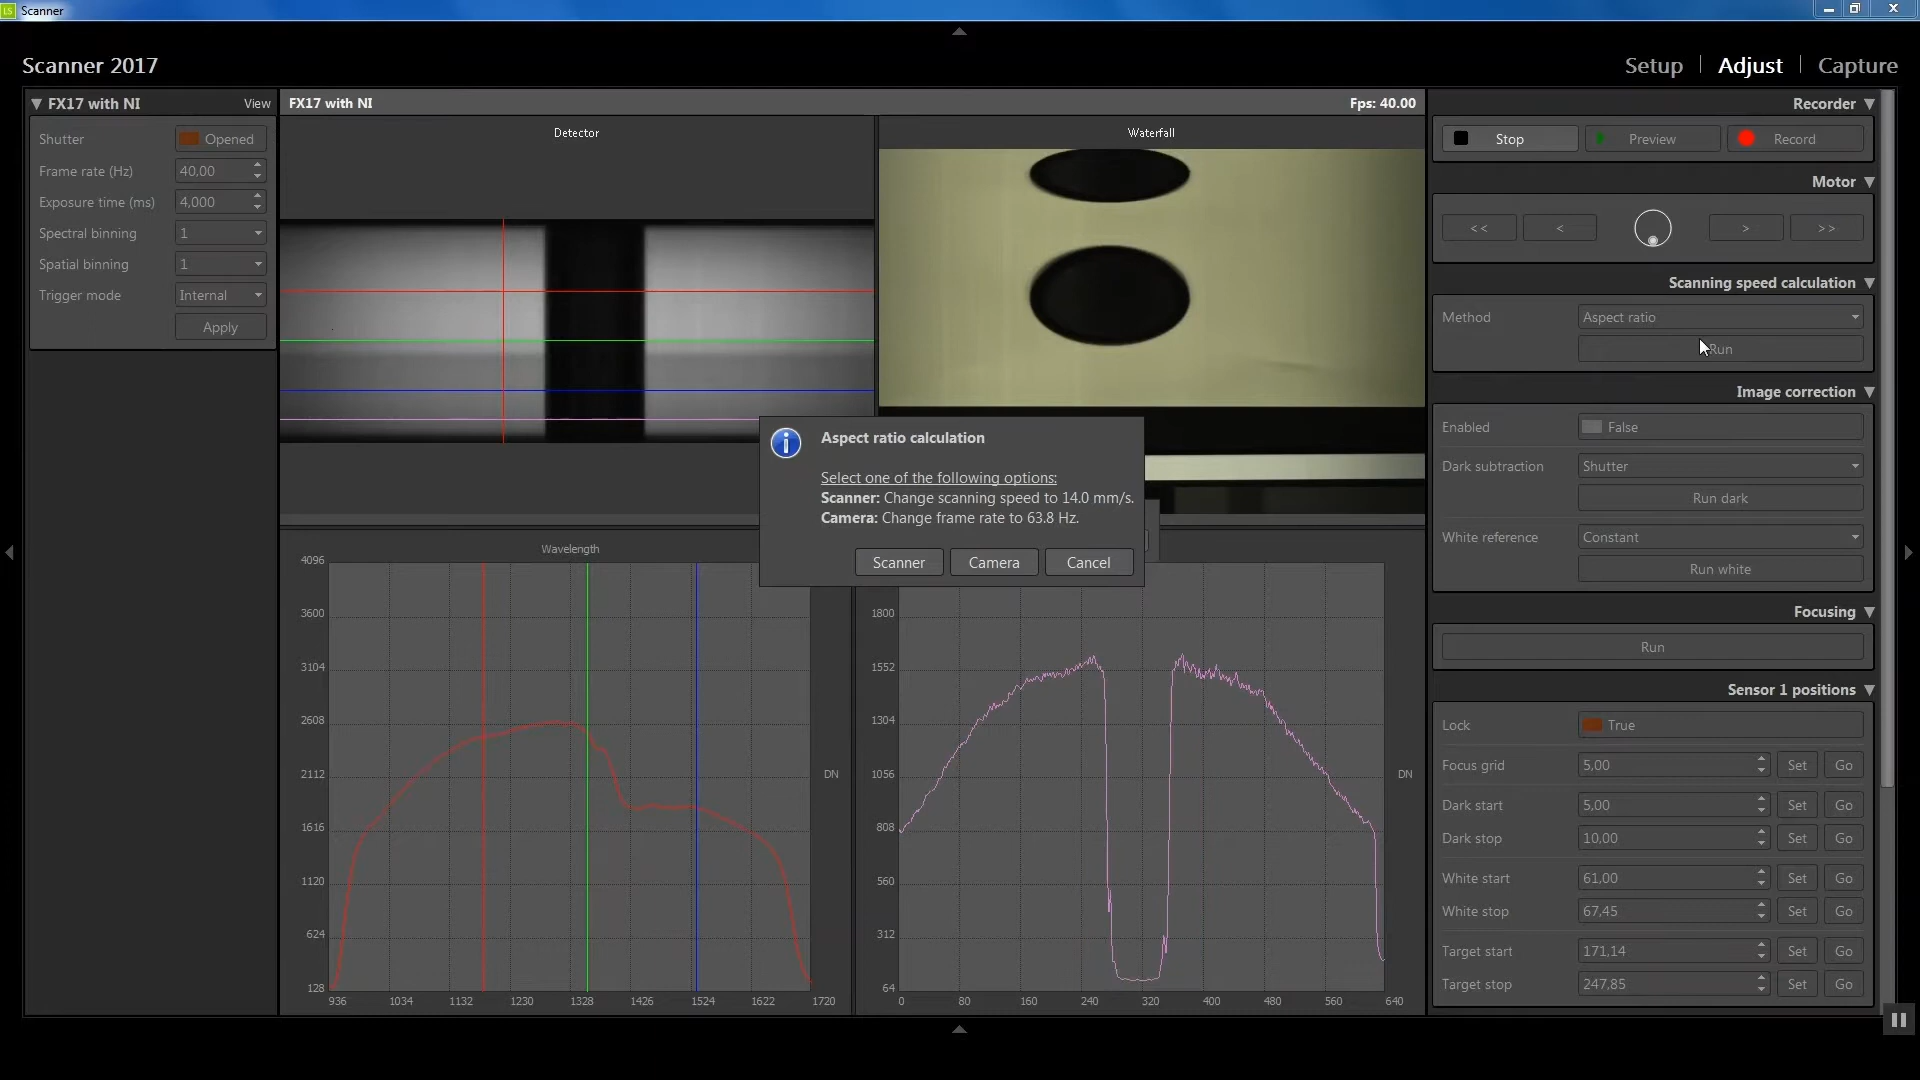 LS Scanner
Scanner 2017
Setup | Adjust | Capture
FX17 with NI View
Shutter Opened
Frame rate (Hz) 40,00
Exposure time (ms) 4,000
Spectral binning 1
Spatial binning 1
Trigger mode Internal
Apply
FX17 with NI Fps: 40.00
Detector
Waterfall
Aspect ratio calculation
Select one of the following options:
Scanner: Change scanning speed to 14.0 mm/s.
Camera: Change frame rate to 63.8 Hz.
Scanner Camera Cancel
Wavelength
4096
3600
3104
2608
2112
1616
1120
624
128
936 1034 1132 1230 1328 1426 1524 1622 1720
DN
1800
1552
1304
1056
808
560
312
64
0 80 160 240 320 400 480 560 640
DN
Recorder
Stop Preview Record
Motor
<< < > >>
Scanning speed calculation
Method Aspect ratio
Run
Image correction
Enabled False
Dark subtraction Shutter
Run dark
White reference Constant
Run white
Focusing
Run
Sensor 1 positions
Lock True
Focus grid 5,00 Set Go
Dark start 5,00 Set Go
Dark stop 10,00 Set Go
White start 61,00 Set Go
White stop 67,45 Set Go
Target start 171,14 Set Go
Target stop 247,85 Set Go